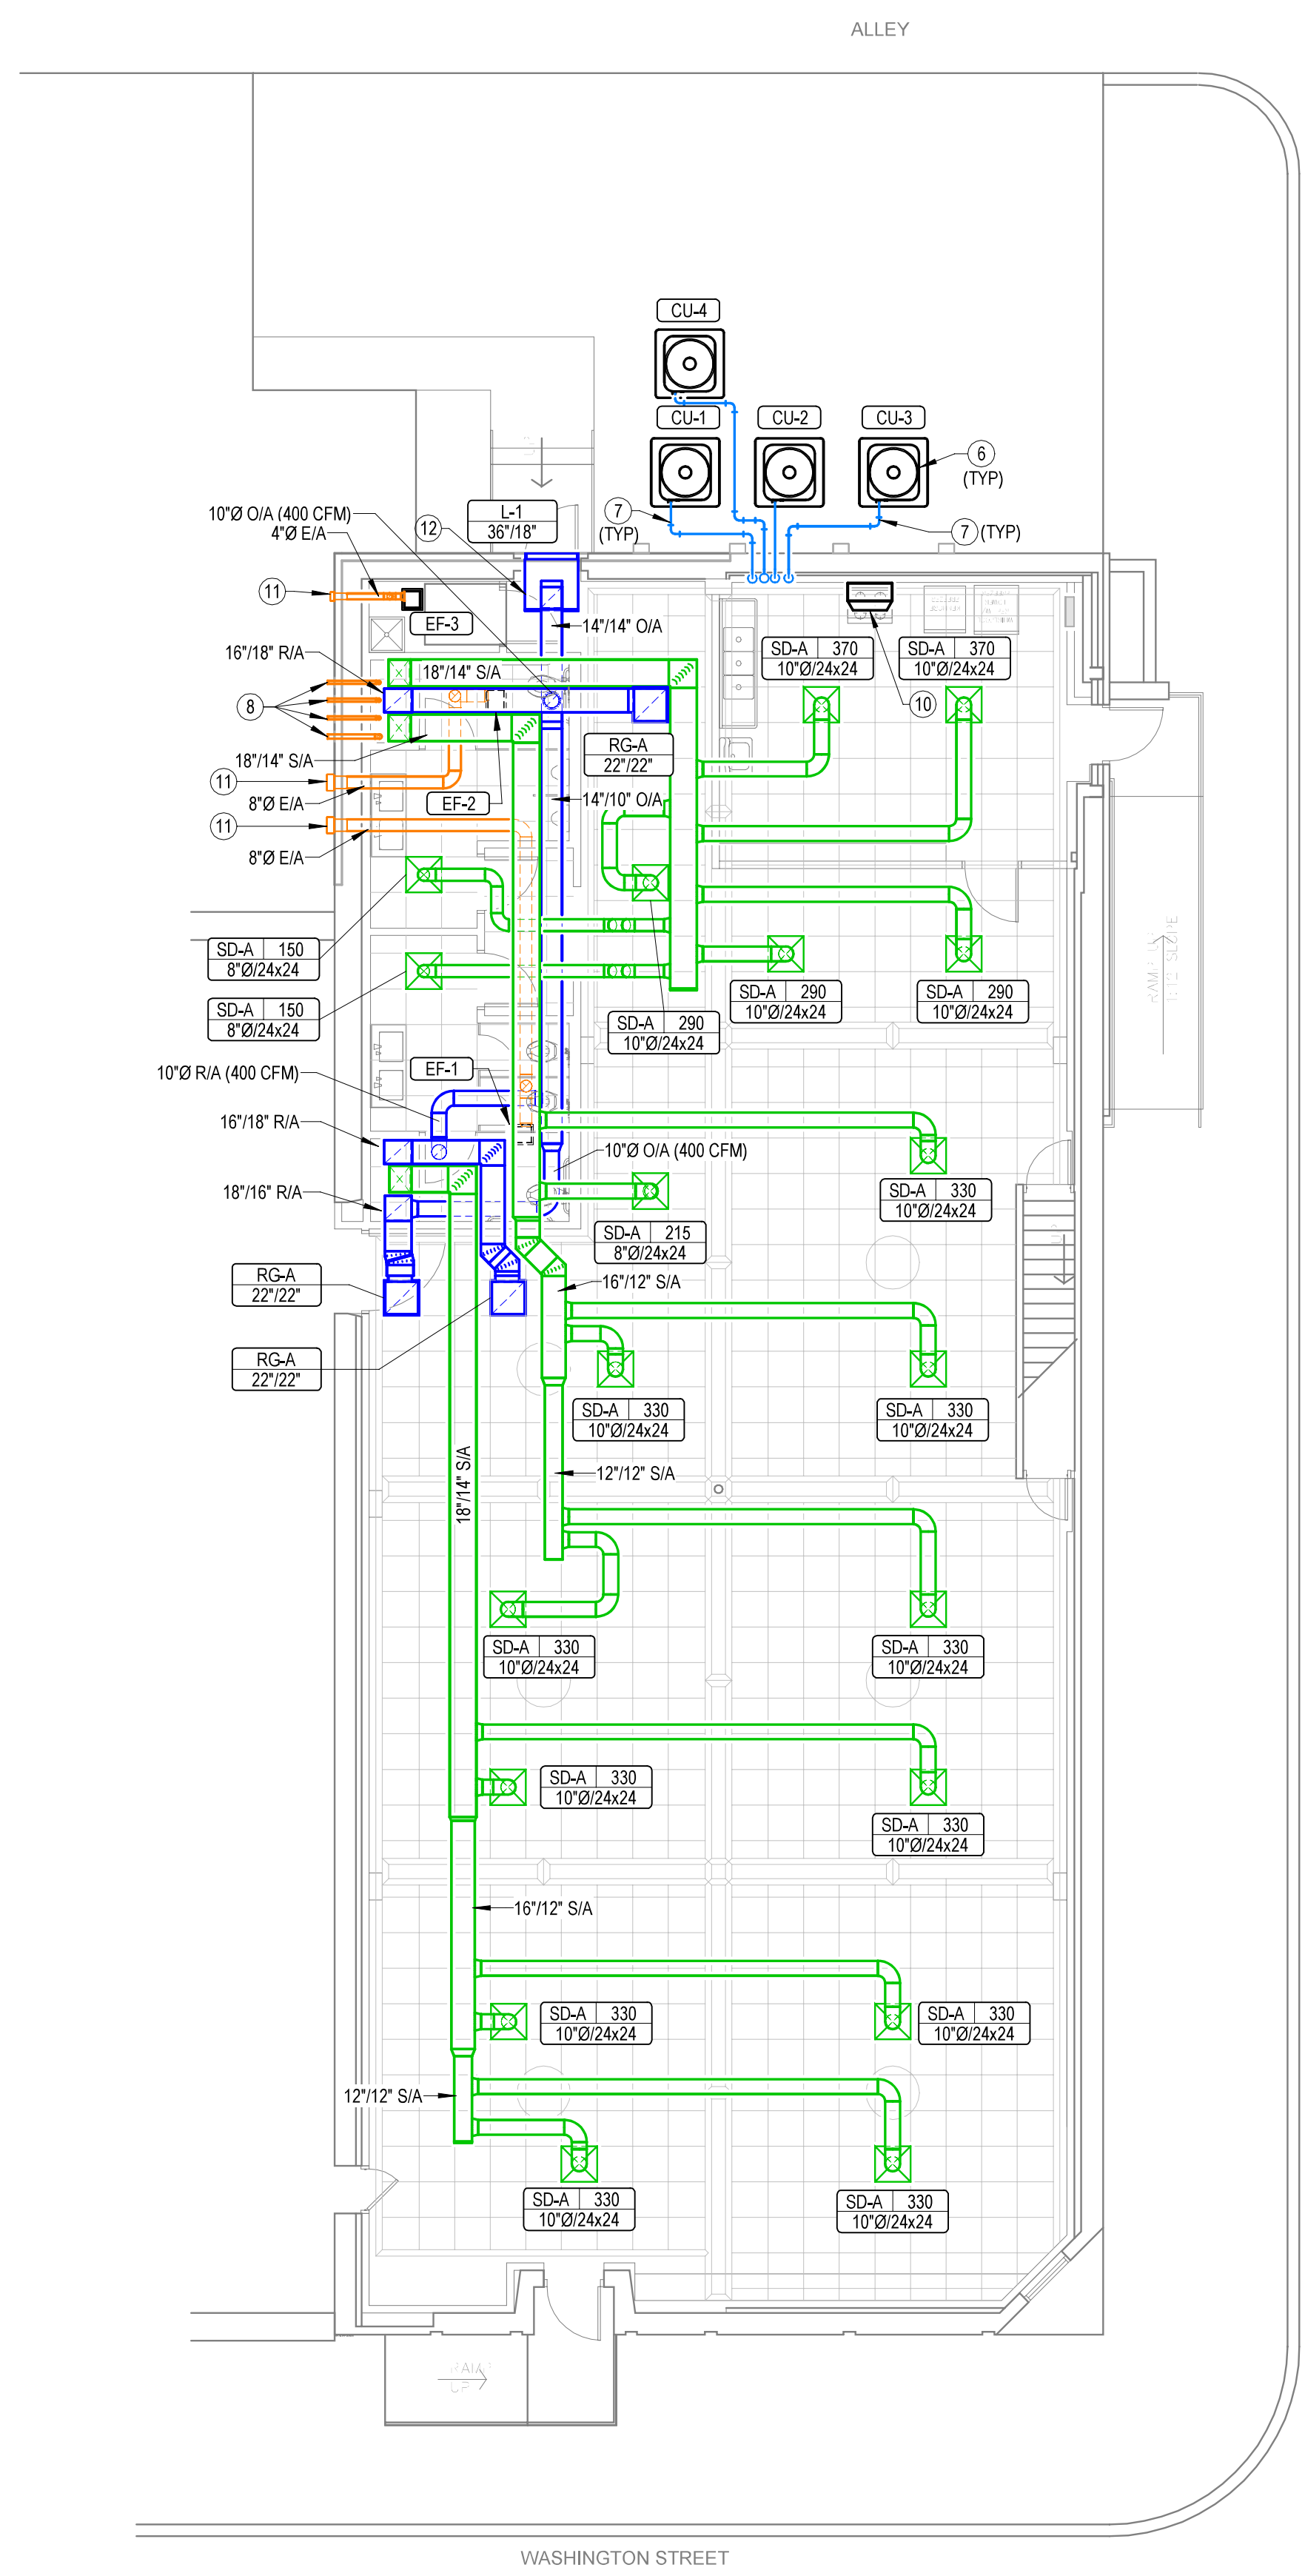 ALLEY
CU-4
CU-1
CU-2
CU-3
6
(TYP)
7
(TYP)
7
(TYP)
10"Ø O/A (400 CFM)
4"Ø E/A
12
L-1
36"/18"
11
EF-3
14"/14" O/A
16"/18" R/A
18"/14" S/A
SD-A 370
10"Ø/24x24
SD-A 370
10"Ø/24x24
10
8
18"/14" S/A
RG-A
22"/22"
11
8"Ø E/A
EF-2
14"/10" O/A
11
8"Ø E/A
SD-A 150
8"Ø/24x24
SD-A 150
8"Ø/24x24
SD-A 290
10"Ø/24x24
SD-A 290
10"Ø/24x24
SD-A 290
10"Ø/24x24
RAMP UP
1:12 SLOPE
EF-1
10"Ø R/A (400 CFM)
16"/18" R/A
10"Ø O/A (400 CFM)
18"/16" R/A
SD-A 330
10"Ø/24x24
SD-A 215
8"Ø/24x24
UP
RG-A
22"/22"
16"/12" S/A
RG-A
22"/22"
SD-A 330
10"Ø/24x24
SD-A 330
10"Ø/24x24
18"/14" S/A
12"/12" S/A
SD-A 330
10"Ø/24x24
SD-A 330
10"Ø/24x24
SD-A 330
10"Ø/24x24
SD-A 330
10"Ø/24x24
16"/12" S/A
SD-A 330
10"Ø/24x24
SD-A 330
10"Ø/24x24
12"/12" S/A
SD-A 330
10"Ø/24x24
SD-A 330
10"Ø/24x24
RAMP
UP
WASHINGTON STREET